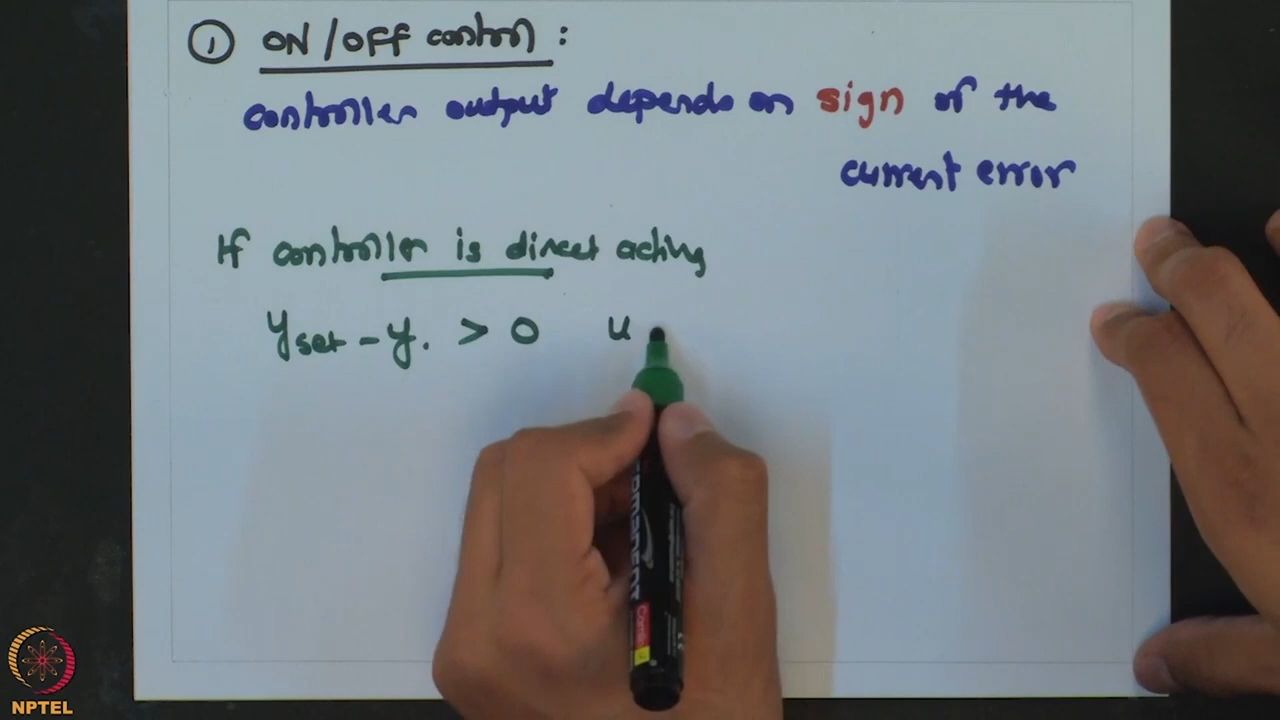 ① ON/OFF control :
controller output depends on sign of the
current error
If controller is direct acting
yset - y. > 0 u
NPTEL